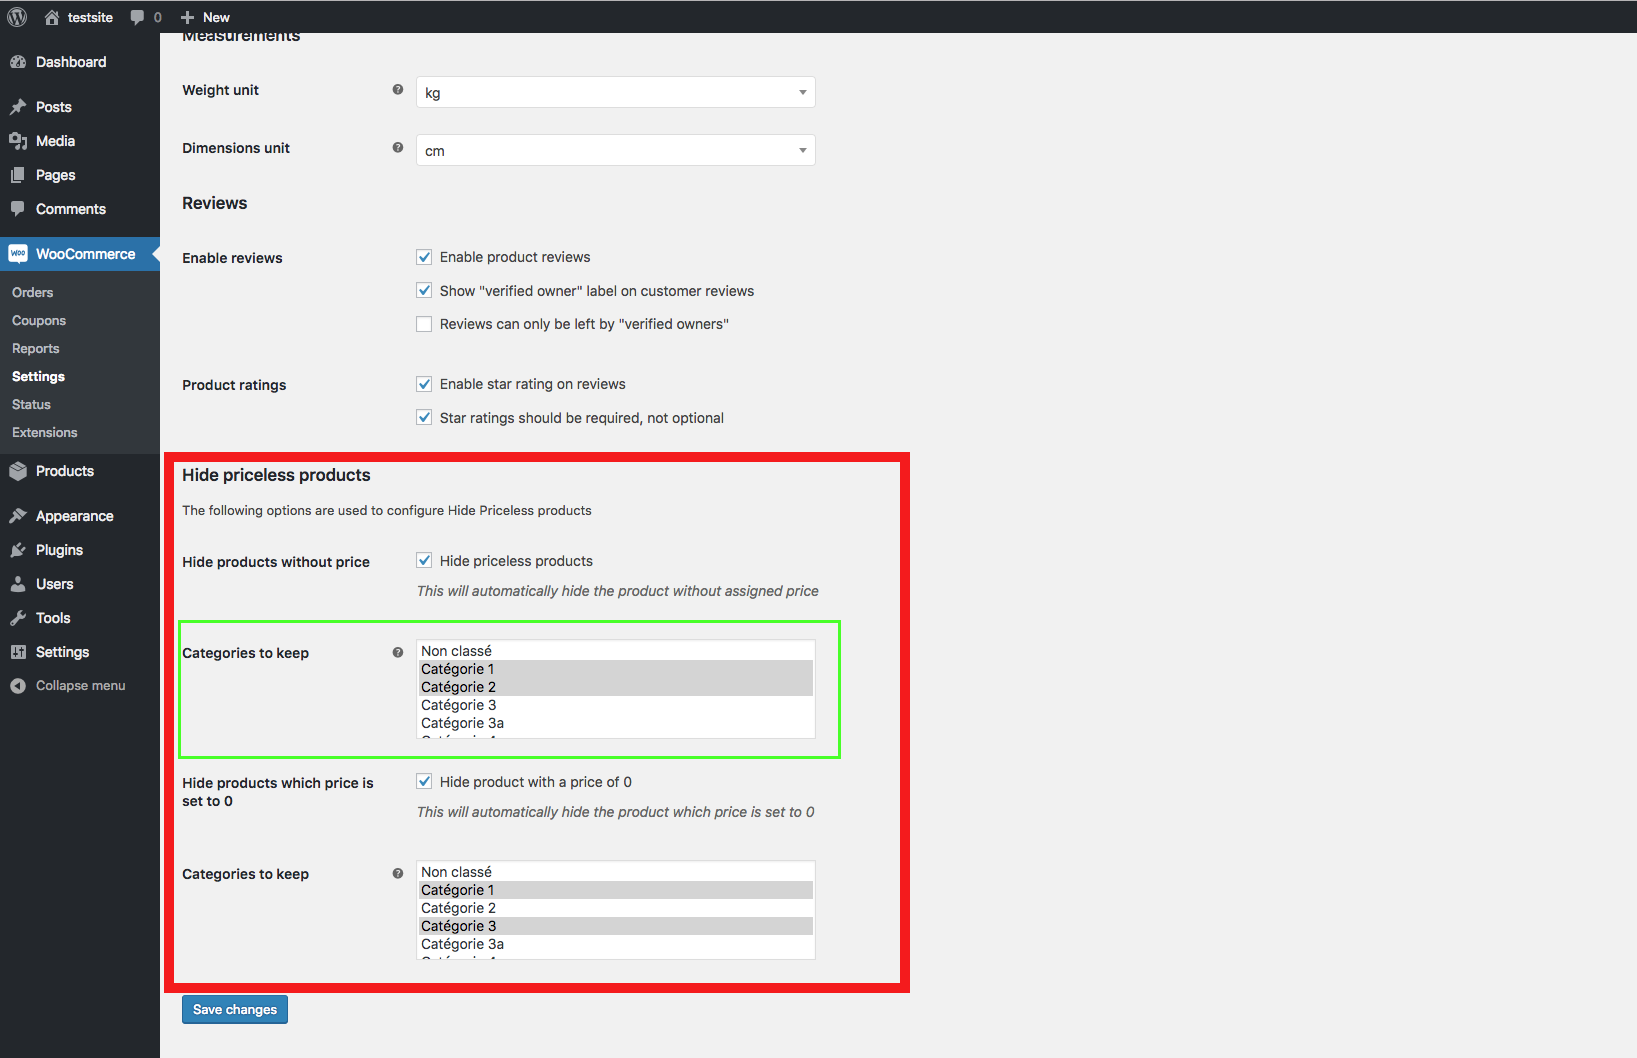 testsite 0 New
Dashboard
Posts
Media
Pages
Comments
WOO WooCommerce
Orders
Coupons
Reports
Settings
Status
Extensions
Products
Appearance
Plugins
Users
Tools
Settings
Collapse menu
Measurements
Weight unit ? kg
Dimensions unit ? cm
Reviews
Enable reviews Enable product reviews
Show "verified owner" label on customer reviews
Reviews can only be left by "verified owners"
Product ratings Enable star rating on reviews
Star ratings should be required, not optional
Hide priceless products
The following options are used to configure Hide Priceless products
Hide products without price Hide priceless products
This will automatically hide the product without assigned price
Categories to keep ? Non classé
Catégorie 1
Catégorie 2
Catégorie 3
Catégorie 3a
Hide products which price is
set to 0
Hide product with a price of 0
This will automatically hide the product which price is set to 0
Categories to keep ? Non classé
Catégorie 1
Catégorie 2
Catégorie 3
Catégorie 3a
Save changes